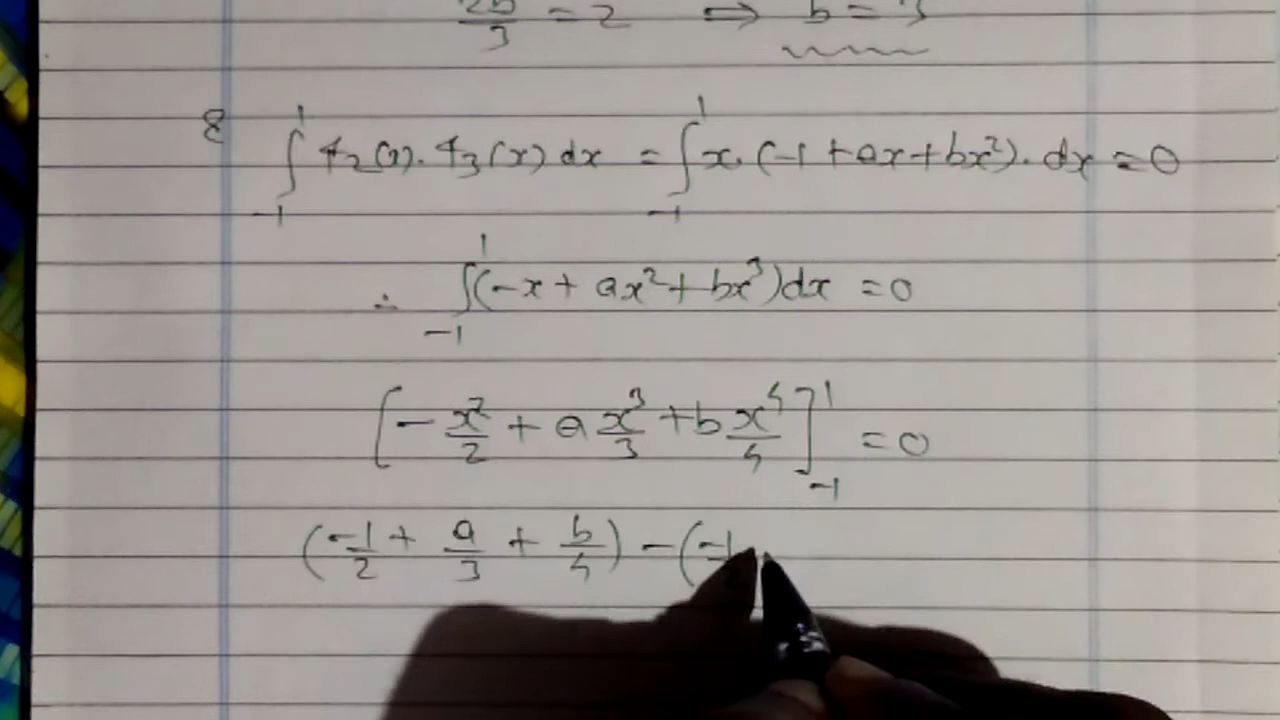 2b/3 = 2 ⟹ b = 3
& ∫_{-1}^{1} f₂(x). f₃(x) dx = ∫_{-1}^{1} x. (-1 + ax + bx²). dx = 0
∴ ∫_{-1}^{1} (-x + ax² + bx³) dx = 0
[ - x²/2 + a x³/3 + b x⁴/4 ]_{-1}^{1} = 0
( -1/2 + a/3 + b/4 ) - ( -1